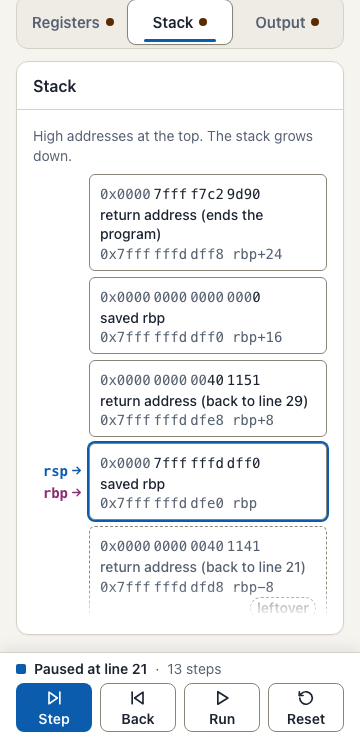 Registers Stack Output
Stack
High addresses at the top. The stack grows
down.
0x0000 7fff f7c2 9d90
return address (ends the
program)
0x7fff fffd dff8 rbp+24
0x0000 0000 0000 0000
saved rbp
0x7fff fffd dff0 rbp+16
0x0000 0000 0040 1151
return address (back to line 29)
0x7fff fffd dfe8 rbp+8
rsp →
rbp →
0x0000 7fff fffd dff0
saved rbp
0x7fff fffd dfe0 rbp
0x0000 0000 0040 1141
return address (back to line 21)
0x7fff fffd dfd8 rbp−8
leftover
Paused at line 21 · 13 steps
Step Back Run Reset